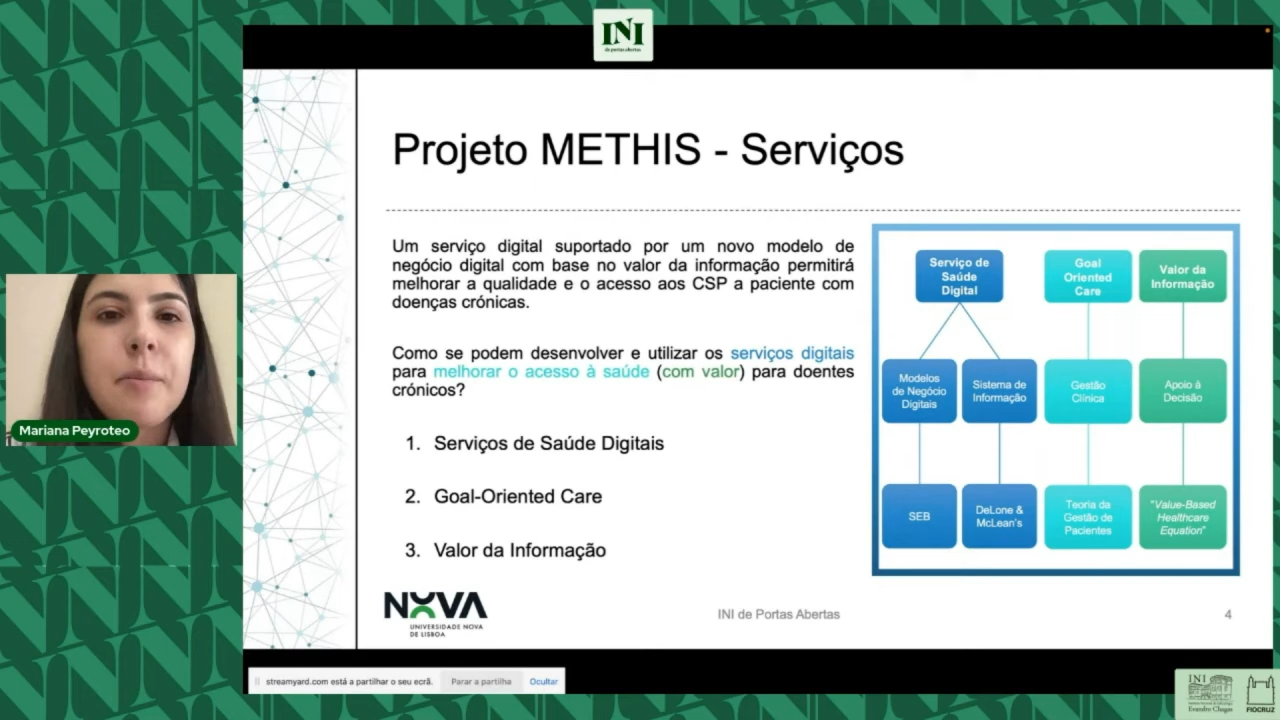 INI
de portas abertas
Projeto METHIS - Serviços
Um serviço digital suportado por um novo modelo de
negócio digital com base no valor da informação permitirá
melhorar a qualidade e o acesso aos CSP a paciente com
doenças crónicas.
Como se podem desenvolver e utilizar os serviços digitais
para melhorar o acesso à saúde (com valor) para doentes
crónicos?
1. Serviços de Saúde Digitais
2. Goal-Oriented Care
3. Valor da Informação
Serviço de
Saúde
Digital
Goal
Oriented
Care
Valor da
Informação
Modelos
de Negócio
Digitais
Sistema de
Informação
Gestão
Clínica
Apoio à
Decisão
SEB
DeLone &
McLean's
Teoria da
Gestão de
Pacientes
"Value-Based
Healthcare
Equation"
Mariana Peyroteo
NOVA
UNIVERSIDADE NOVA
DE LISBOA
INI de Portas Abertas
4
streamyard.com está a partilhar o seu ecrã.
Parar a partilha
Ocultar
INI
Evandro Chagas
FIOCRUZ